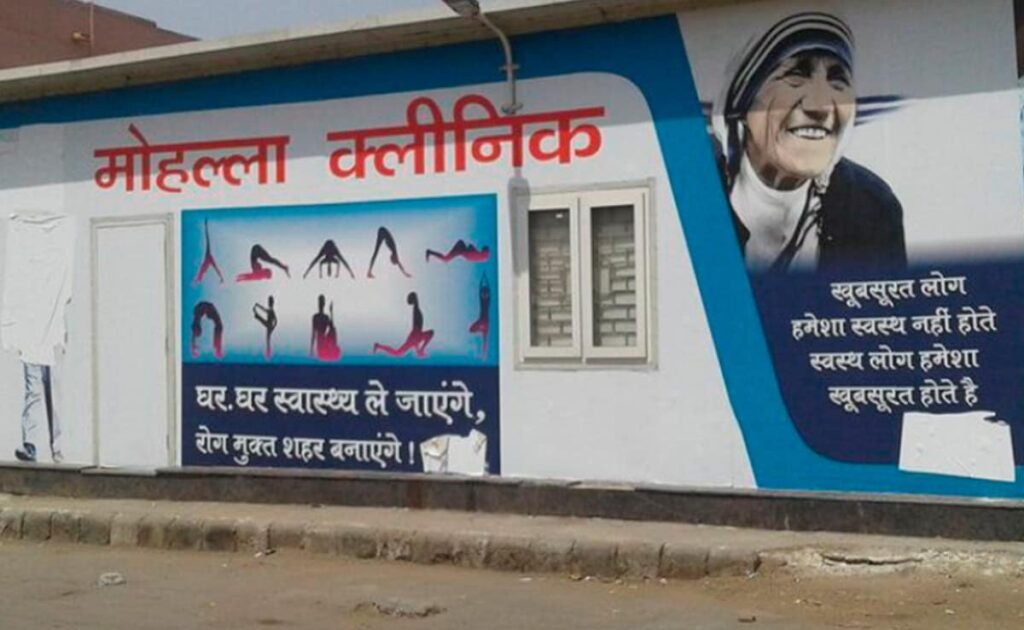 मोहल्ला क्लीनिक
घर.घर स्वास्थ्य ले जाएंगे,
रोग मुक्त शहर बनाएंगे !
खूबसूरत लोग
हमेशा स्वस्थ नहीं होते
स्वस्थ लोग हमेशा
खूबसूरत होते है